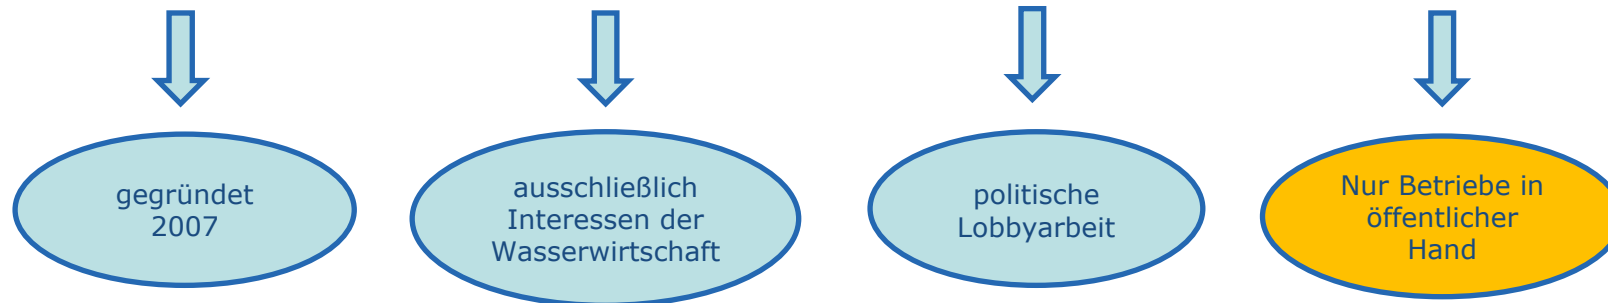 gegründet
2007
ausschließlich
Interessen der
Wasserwirtschaft
politische
Lobbyarbeit
Nur Betriebe in
öffentlicher
Hand